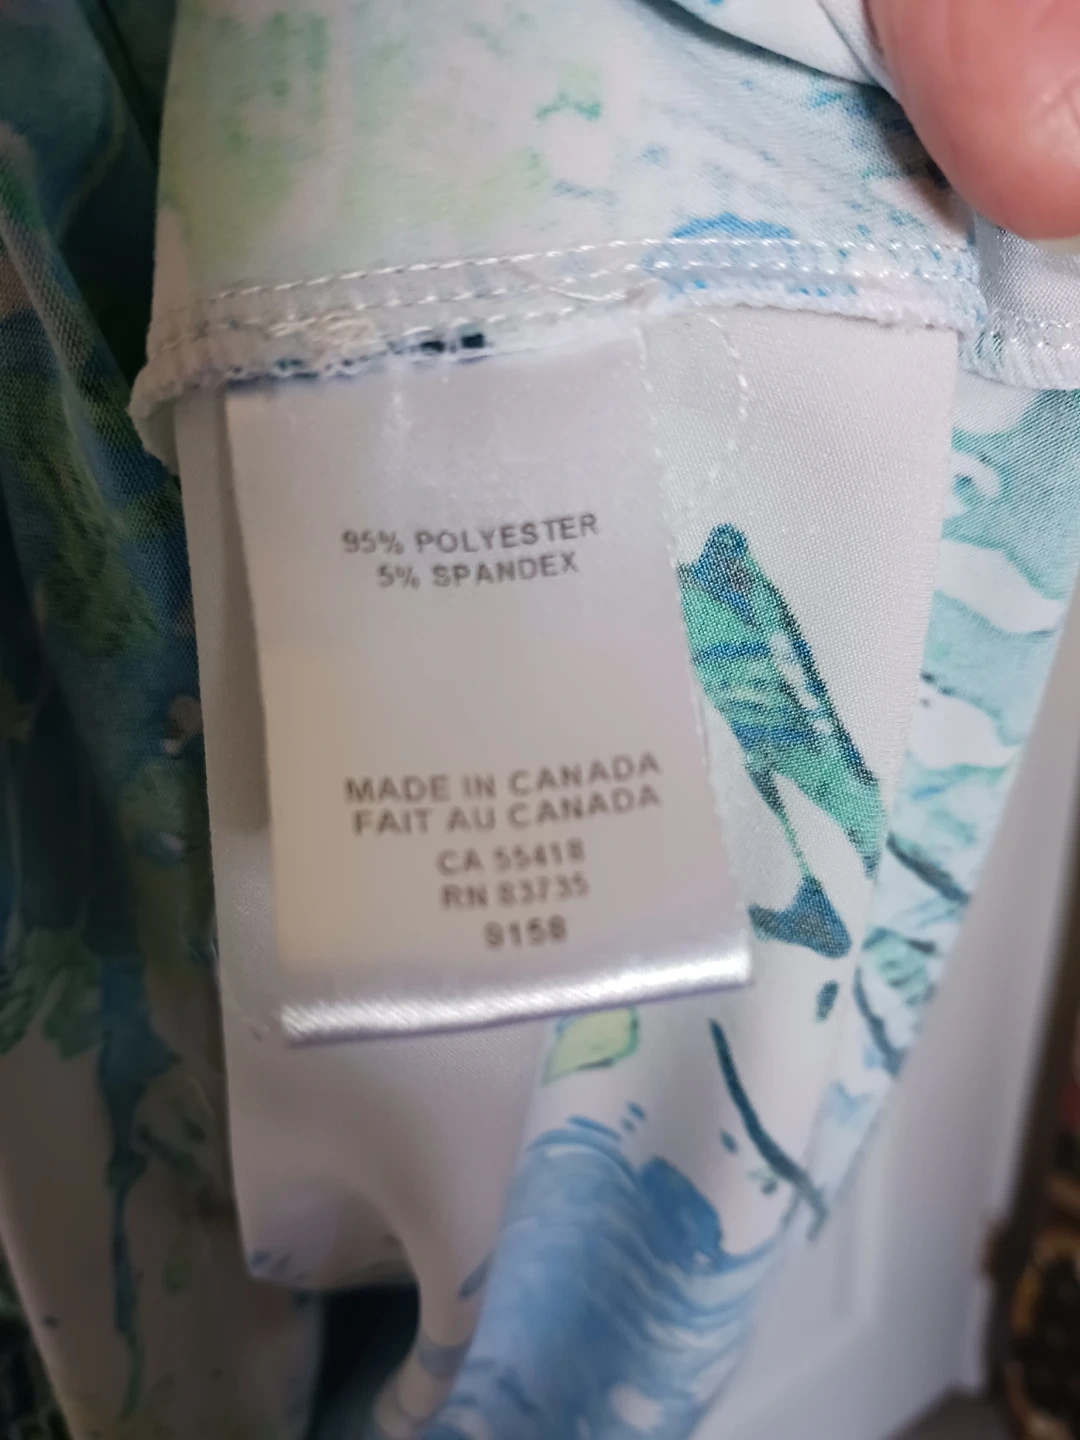 95% POLYESTER
5% SPANDEX
MADE IN CANADA
FAIT AU CANADA
CA 55418
RN 83735
9158